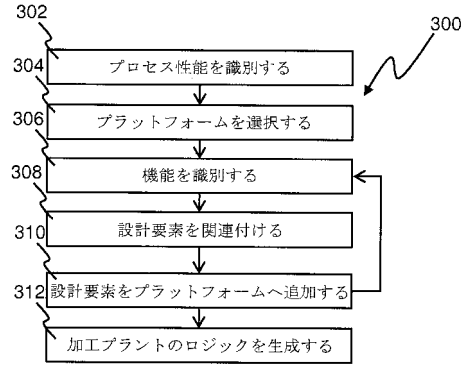 302
300
プロセス性能を識別する
304
プラットフォームを選択する
306
機能を識別する
308
設計要素を関連付ける
310
設計要素をプラットフォームへ追加する
312
加工プラントのロジックを生成する